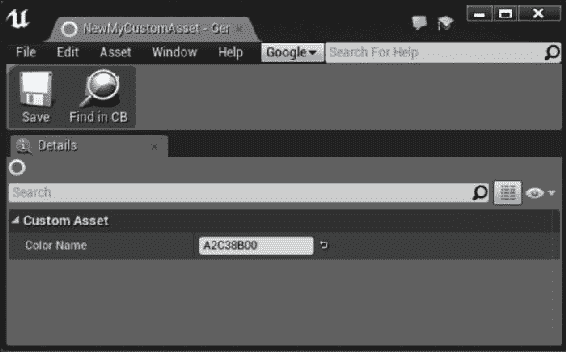 NewMyCustomAsset - Ger
File Edit Asset Window Help Google Search For Help
Save Find in CB
Details
Search
Custom Asset
Color Name A2C38B00